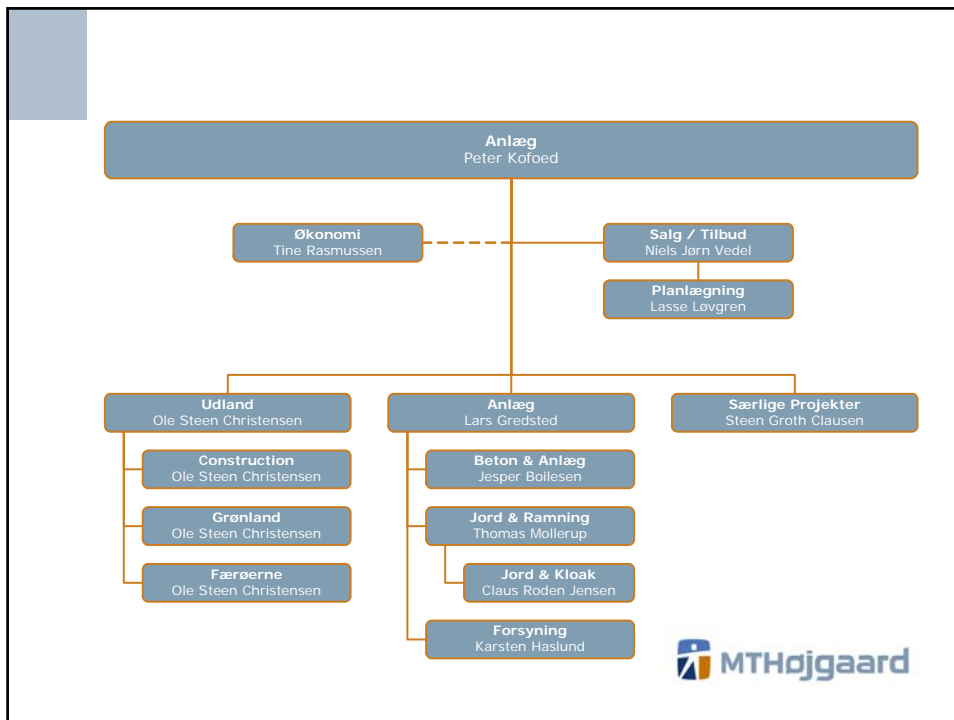 Anlæg
Peter Kofoed
Økonomi
Tine Rasmussen
Salg / Tilbud
Niels Jørn Vedel
Planlægning
Lasse Løvgren
Udland
Ole Steen Christensen
Construction
Ole Steen Christensen
Grønland
Ole Steen Christensen
Færøerne
Ole Steen Christensen
Anlæg
Lars Gredsted
Beton & Anlæg
Jesper Boilesen
Jord & Ramning
Thomas Mollerup
Jord & Kloak
Claus Roden Jensen
Forsyning
Karsten Haslund
Særlige Projekter
Steen Groth Clausen
MTHøjgaard